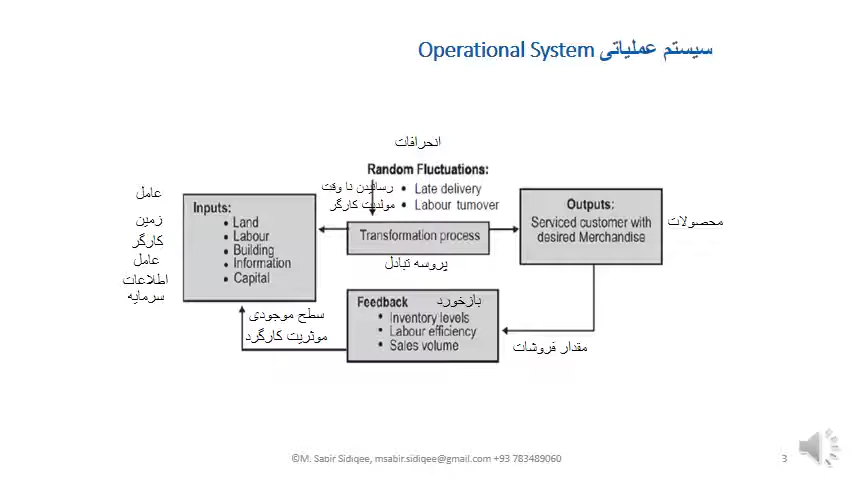 سیستم عملیاتی Operational System
انحرافات
Random Fluctuations:
رسانیدن نا وقت • Late delivery
مولدیت کارگر • Labour turnover
عامل
زمین
کارگر
عامل
اطلاعات
سرمایه
Inputs:
• Land
• Labour
• Building
• Information
• Capital
Transformation process
پروسه تبادل
Outputs:
Serviced customer with
desired Merchandise
محصولات
Feedback بازخورد
• Inventory levels
• Labour efficiency
• Sales volume
سطح موجودی
موثریت کارگرد
مقدار فروشات
©M. Sabir Sidiqee, msabir.sidiqee@gmail.com +93 783489060
3